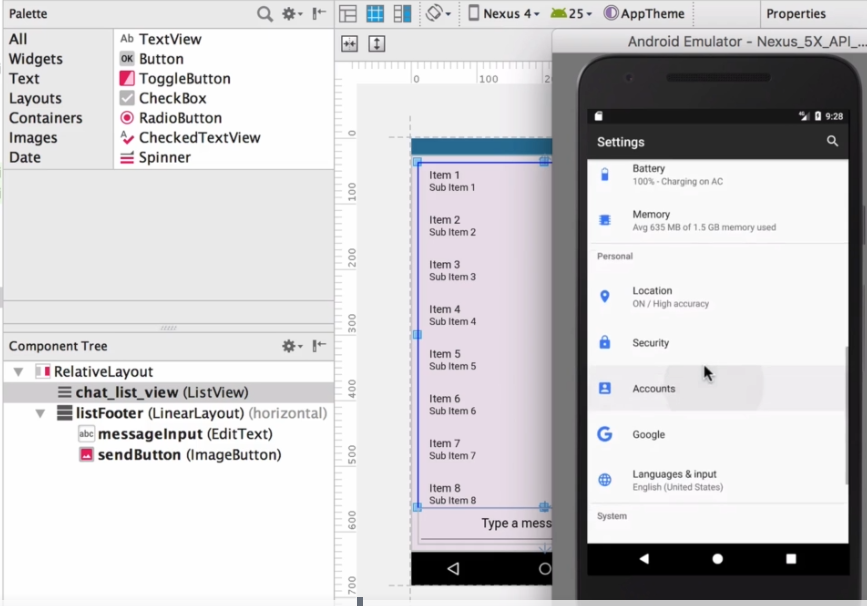 Palette
Nexus 4
25
AppTheme
Properties
All
Widgets
Text
Layouts
Containers
Images
Date
Ab TextView
OK Button
ToggleButton
CheckBox
RadioButton
CheckedTextView
Spinner
0
100
0
100
200
300
400
500
600
700
Item 1
Sub Item 1
Item 2
Sub Item 2
Item 3
Sub Item 3
Item 4
Sub Item 4
Item 5
Sub Item 5
Item 6
Sub Item 6
Item 7
Sub Item 7
Item 8
Sub Item 8
Type a mess
Component Tree
RelativeLayout
chat_list_view (ListView)
listFooter (LinearLayout) (horizontal)
abc messageInput (EditText)
sendButton (ImageButton)
Android Emulator - Nexus_5X_API_...
9:28
Settings
Battery
100% - Charging on AC
Memory
Avg 635 MB of 1.5 GB memory used
Personal
Location
ON / High accuracy
Security
Accounts
G Google
Languages & input
English (United States)
System